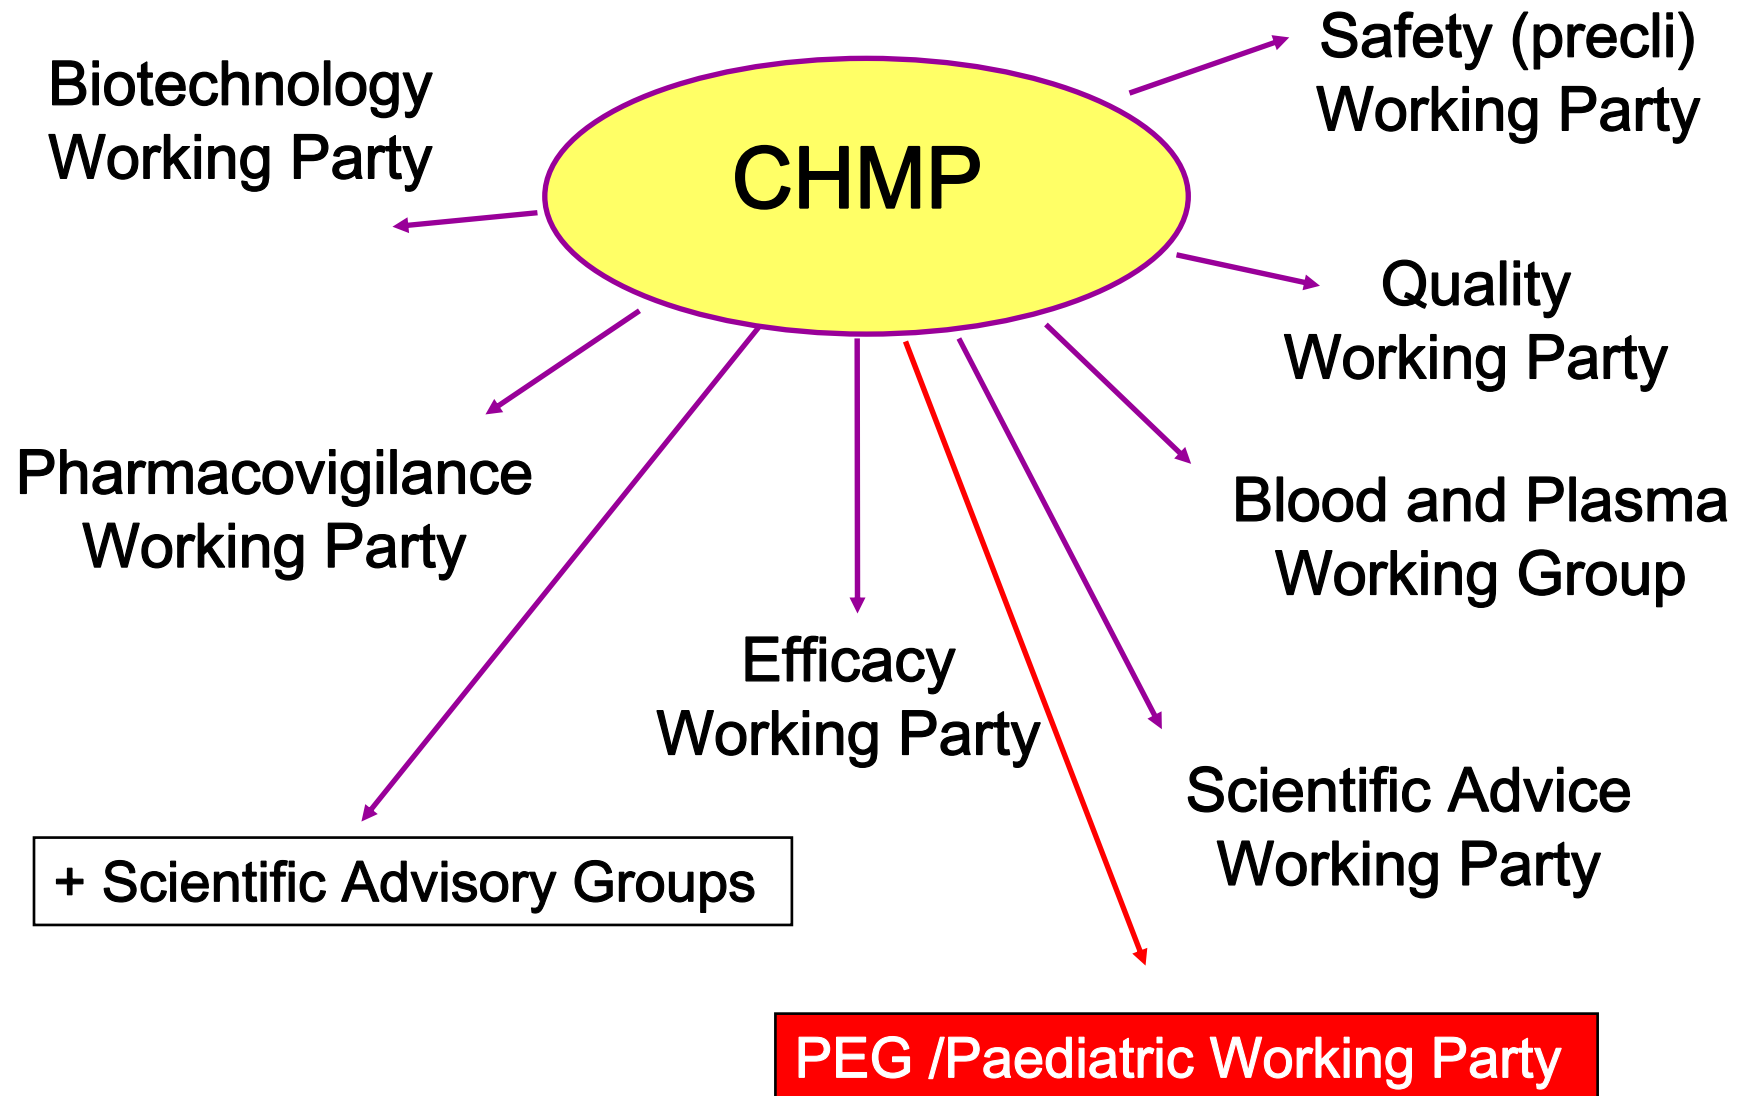 CHMP
Biotechnology
Working Party
Safety (precli)
Working Party
Quality
Working Party
Pharmacovigilance
Working Party
Blood and Plasma
Working Group
Efficacy
Working Party
Scientific Advice
Working Party
+ Scientific Advisory Groups
PEG /Paediatric Working Party